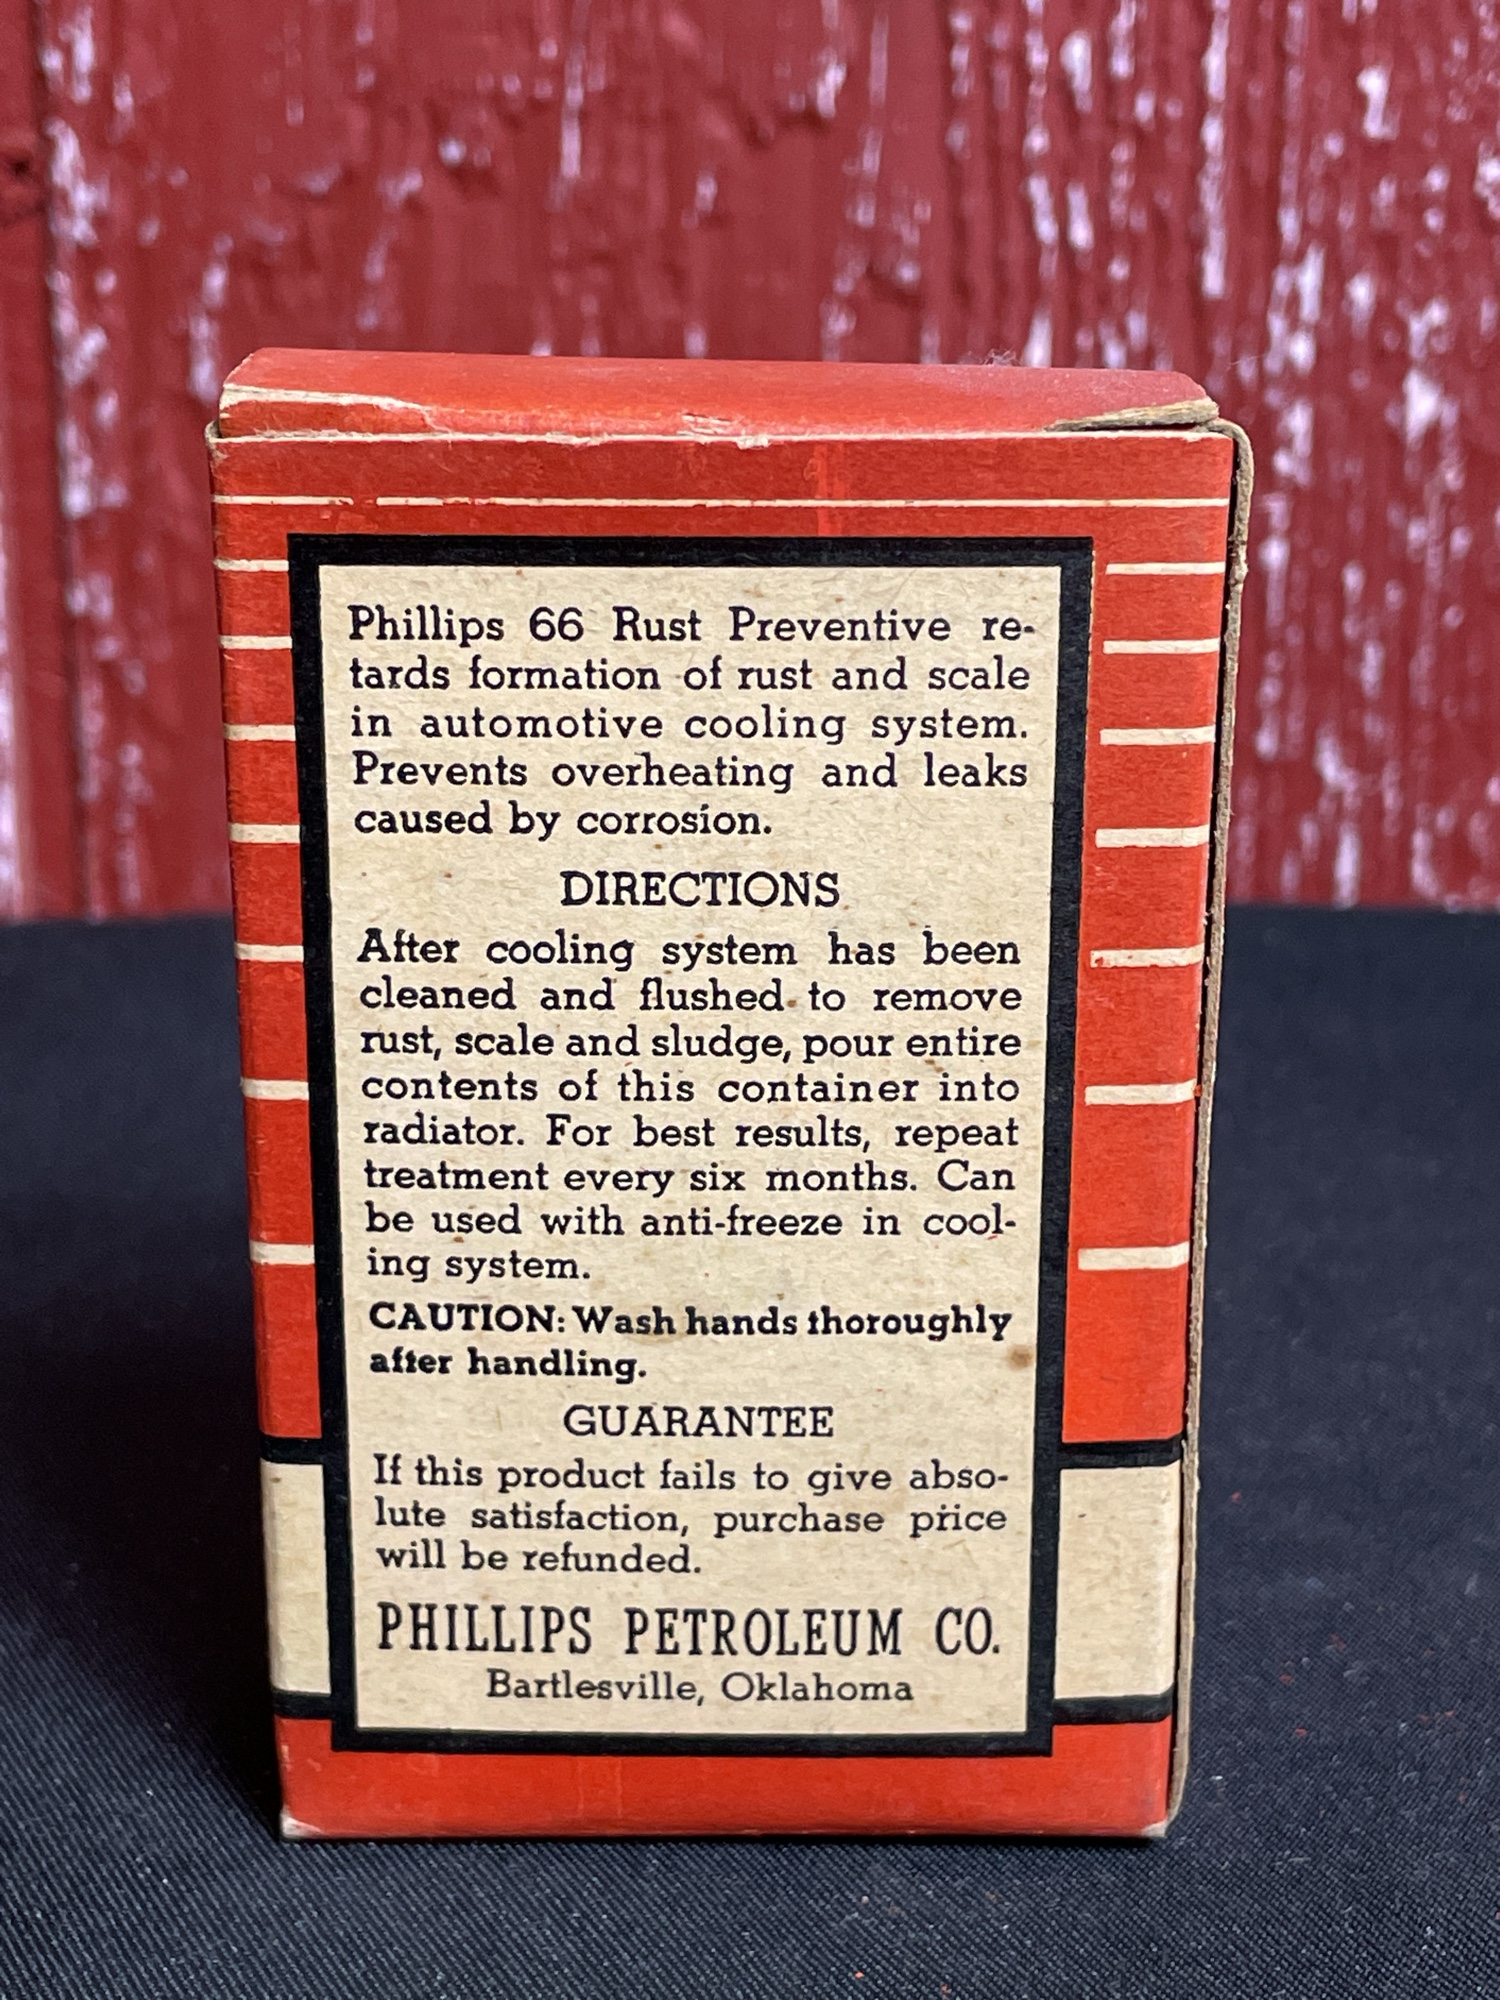 Phillips 66 Rust Preventive re-
tards formation of rust and scale
in automotive cooling system.
Prevents overheating and leaks
caused by corrosion.
DIRECTIONS
After cooling system has been
cleaned and flushed to remove
rust, scale and sludge, pour entire
contents of this container into
radiator. For best results, repeat
treatment every six months. Can
be used with anti-freeze in cool-
ing system.
CAUTION: Wash hands thoroughly
after handling.
GUARANTEE
If this product fails to give abso-
lute satisfaction, purchase price
will be refunded.
PHILLIPS PETROLEUM CO.
Bartlesville, Oklahoma